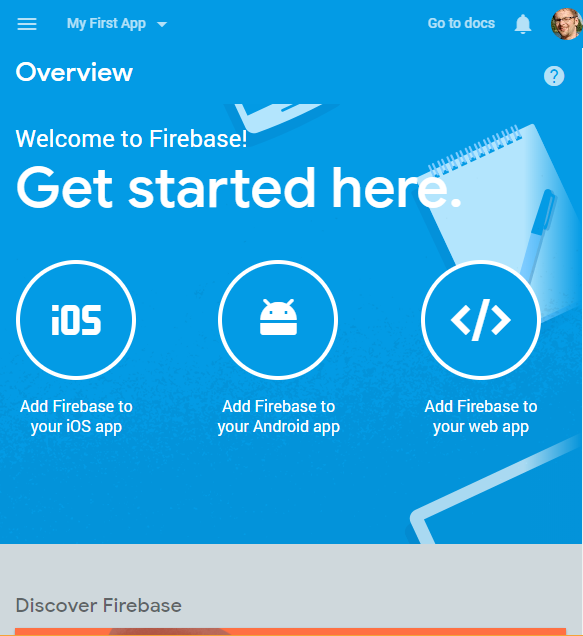 My First App
Go to docs
Overview
?
Welcome to Firebase!
Get started here.
iOS
</>
Add Firebase to
your iOS app
Add Firebase to
your Android app
Add Firebase to
your web app
Discover Firebase